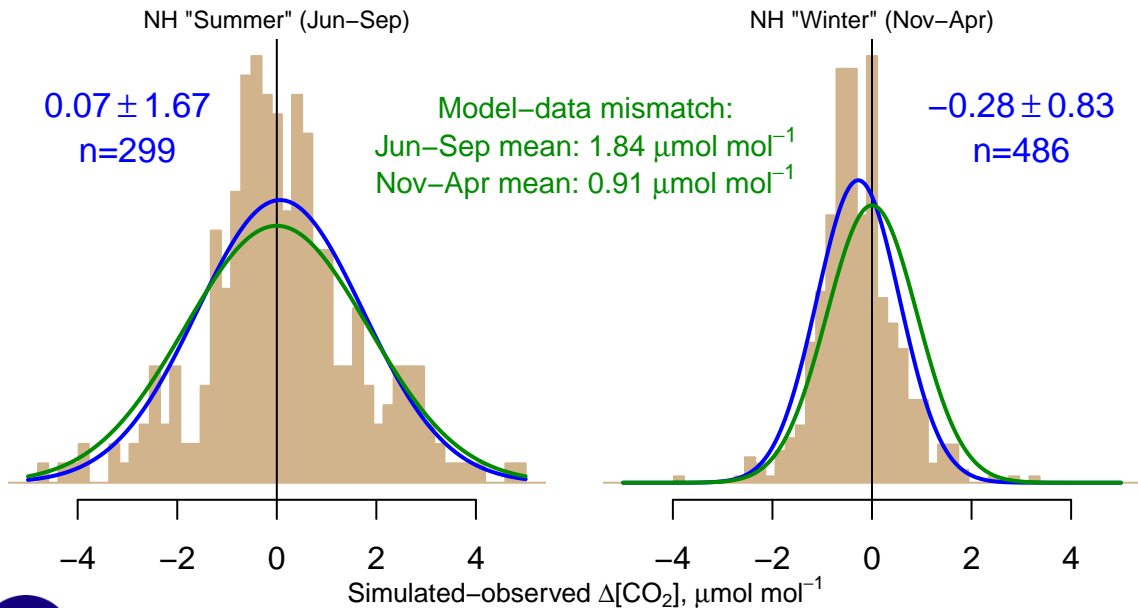 NH "Summer" (Jun−Sep)
NH "Winter" (Nov−Apr)
0.07 ± 1.67
n=299
Model−data mismatch:
Jun−Sep mean: 1.84 μmol mol⁻¹
Nov−Apr mean: 0.91 μmol mol⁻¹
−0.28 ± 0.83
n=486
−4 −2 0 2 4
−4 −2 0 2 4
Simulated−observed Δ[CO₂], μmol mol⁻¹